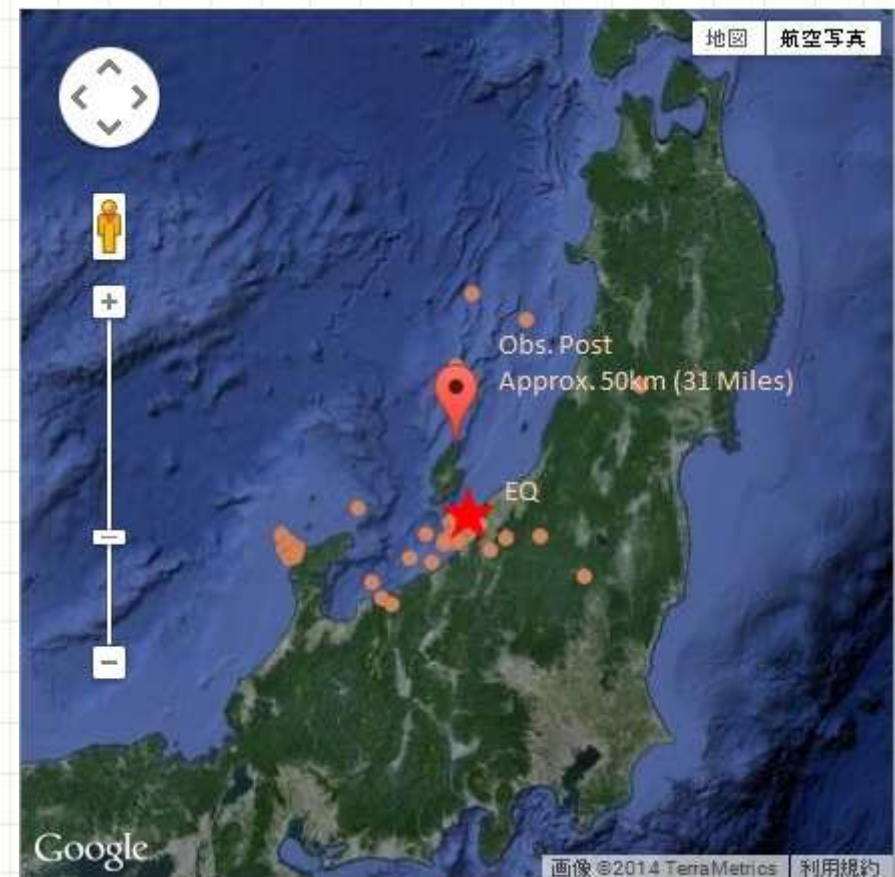 地図 航空写真
Obs. Post
Approx. 50km (31 Miles)
EQ
Google
画像 ©2014 TerraMetrics 利用規約